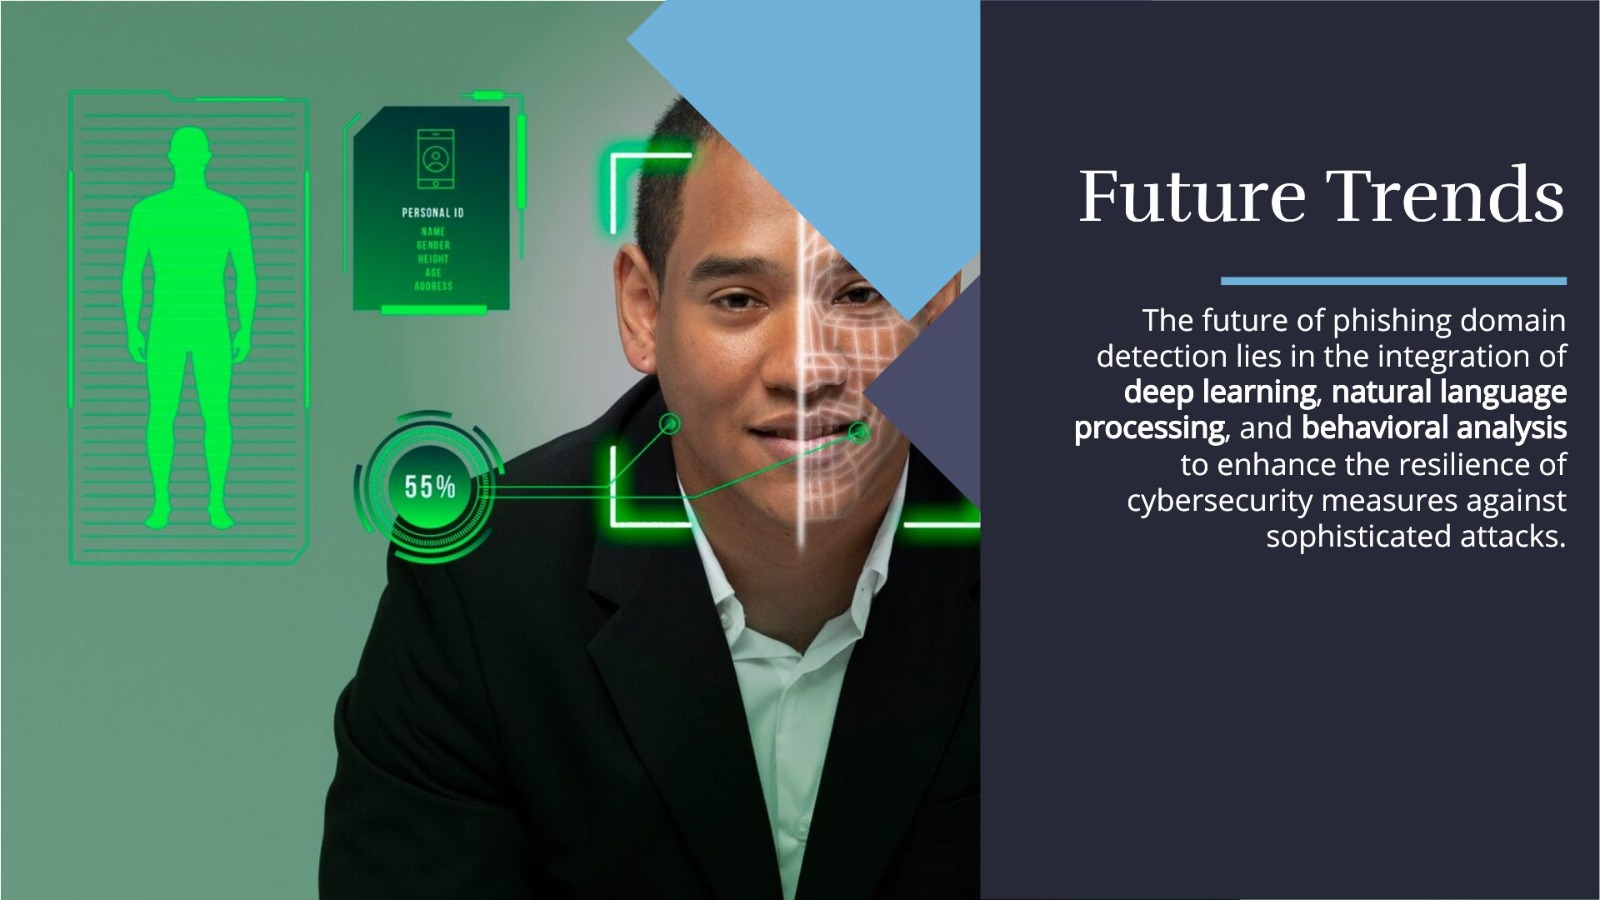 PERSONAL ID
NAME
GENDER
HEIGHT
AGE
ADDRESS
55%
Future Trends
The future of phishing domain
detection lies in the integration of
deep learning, natural language
processing, and behavioral analysis
to enhance the resilience of
cybersecurity measures against
sophisticated attacks.